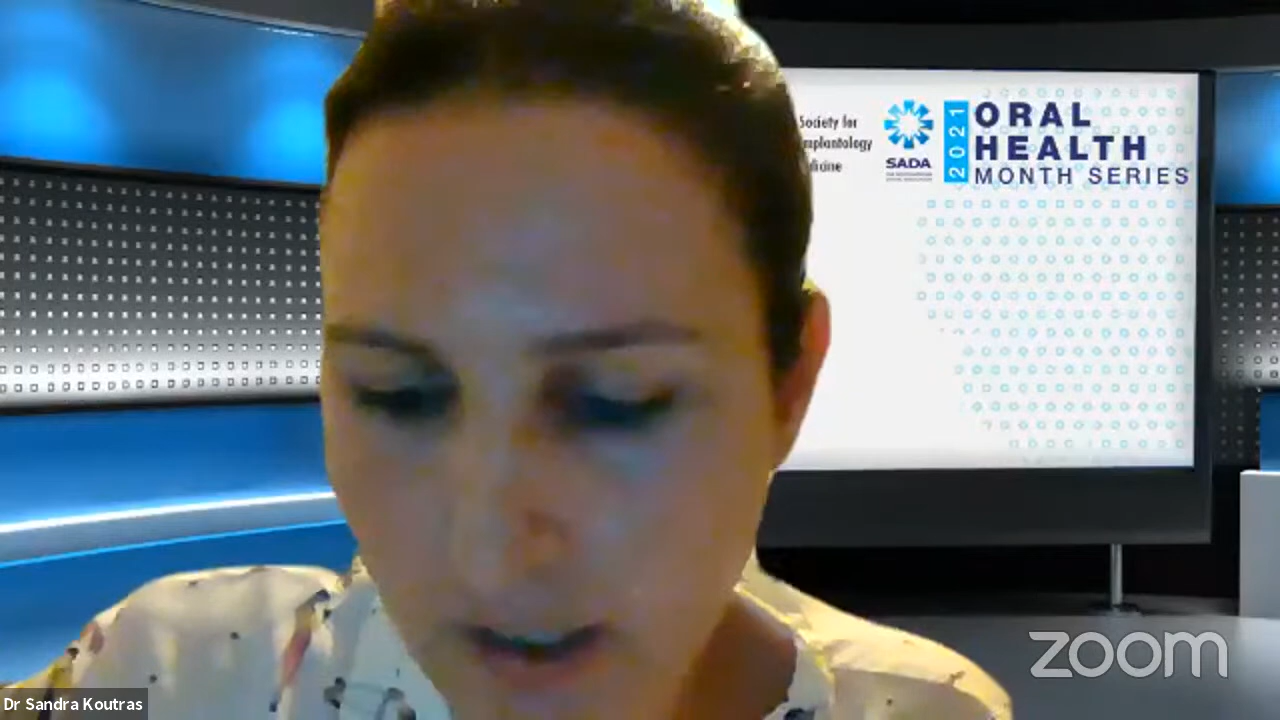 Society for
mplantology
dicine
SADA
2021
ORAL
HEALTH
MONTH SERIES
zoom
Dr Sandra Koutras